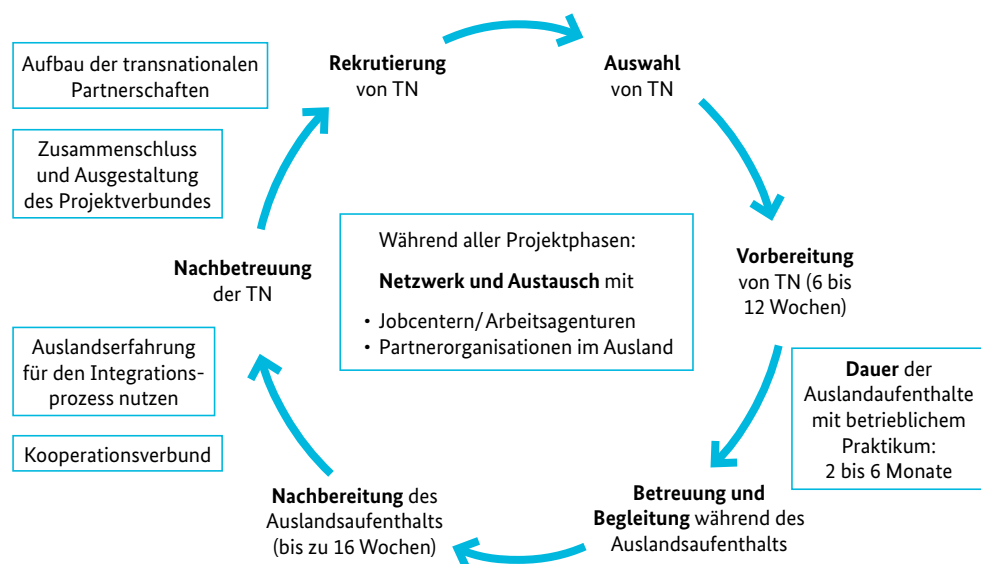 Aufbau der transnationalen
Partnerschaften
Zusammenschluss
und Ausgestaltung
des Projektverbundes
Rekrutierung
von TN
Auswahl
von TN
Vorbereitung
von TN (6 bis
12 Wochen)
Dauer der
Auslandaufenthalte
mit betrieblichem
Praktikum:
2 bis 6 Monate
Betreuung und
Begleitung während des
Auslandsaufenthalts
Nachbereitung des
Auslandsaufenthalts
(bis zu 16 Wochen)
Nachbetreuung
der TN
Auslandserfahrung
für den Integrations-
prozess nutzen
Kooperationsverbund
Während aller Projektphasen:
Netzwerk und Austausch mit
• Jobcentern/Arbeitsagenturen
• Partnerorganisationen im Ausland